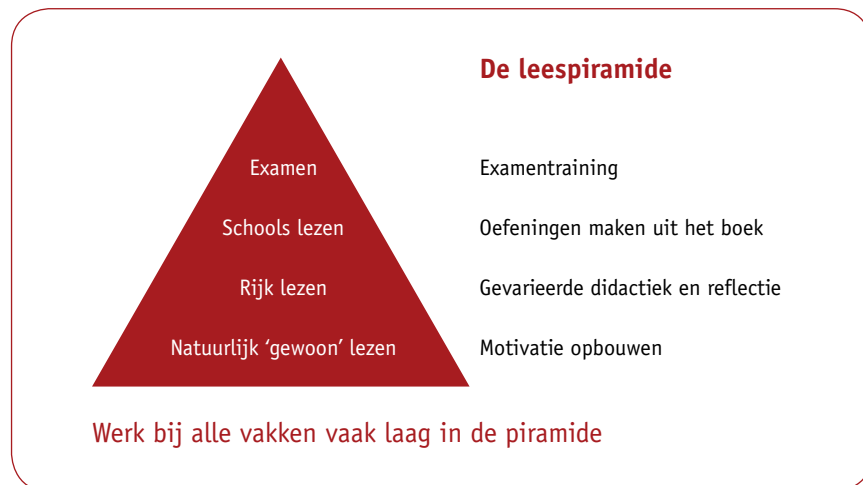 De leespiramide
Examen
Examentraining
Schools lezen
Oefeningen maken uit het boek
Rijk lezen
Gevarieerde didactiek en reflectie
Natuurlijk ‘gewoon’ lezen
Motivatie opbouwen
Werk bij alle vakken vaak laag in de piramide